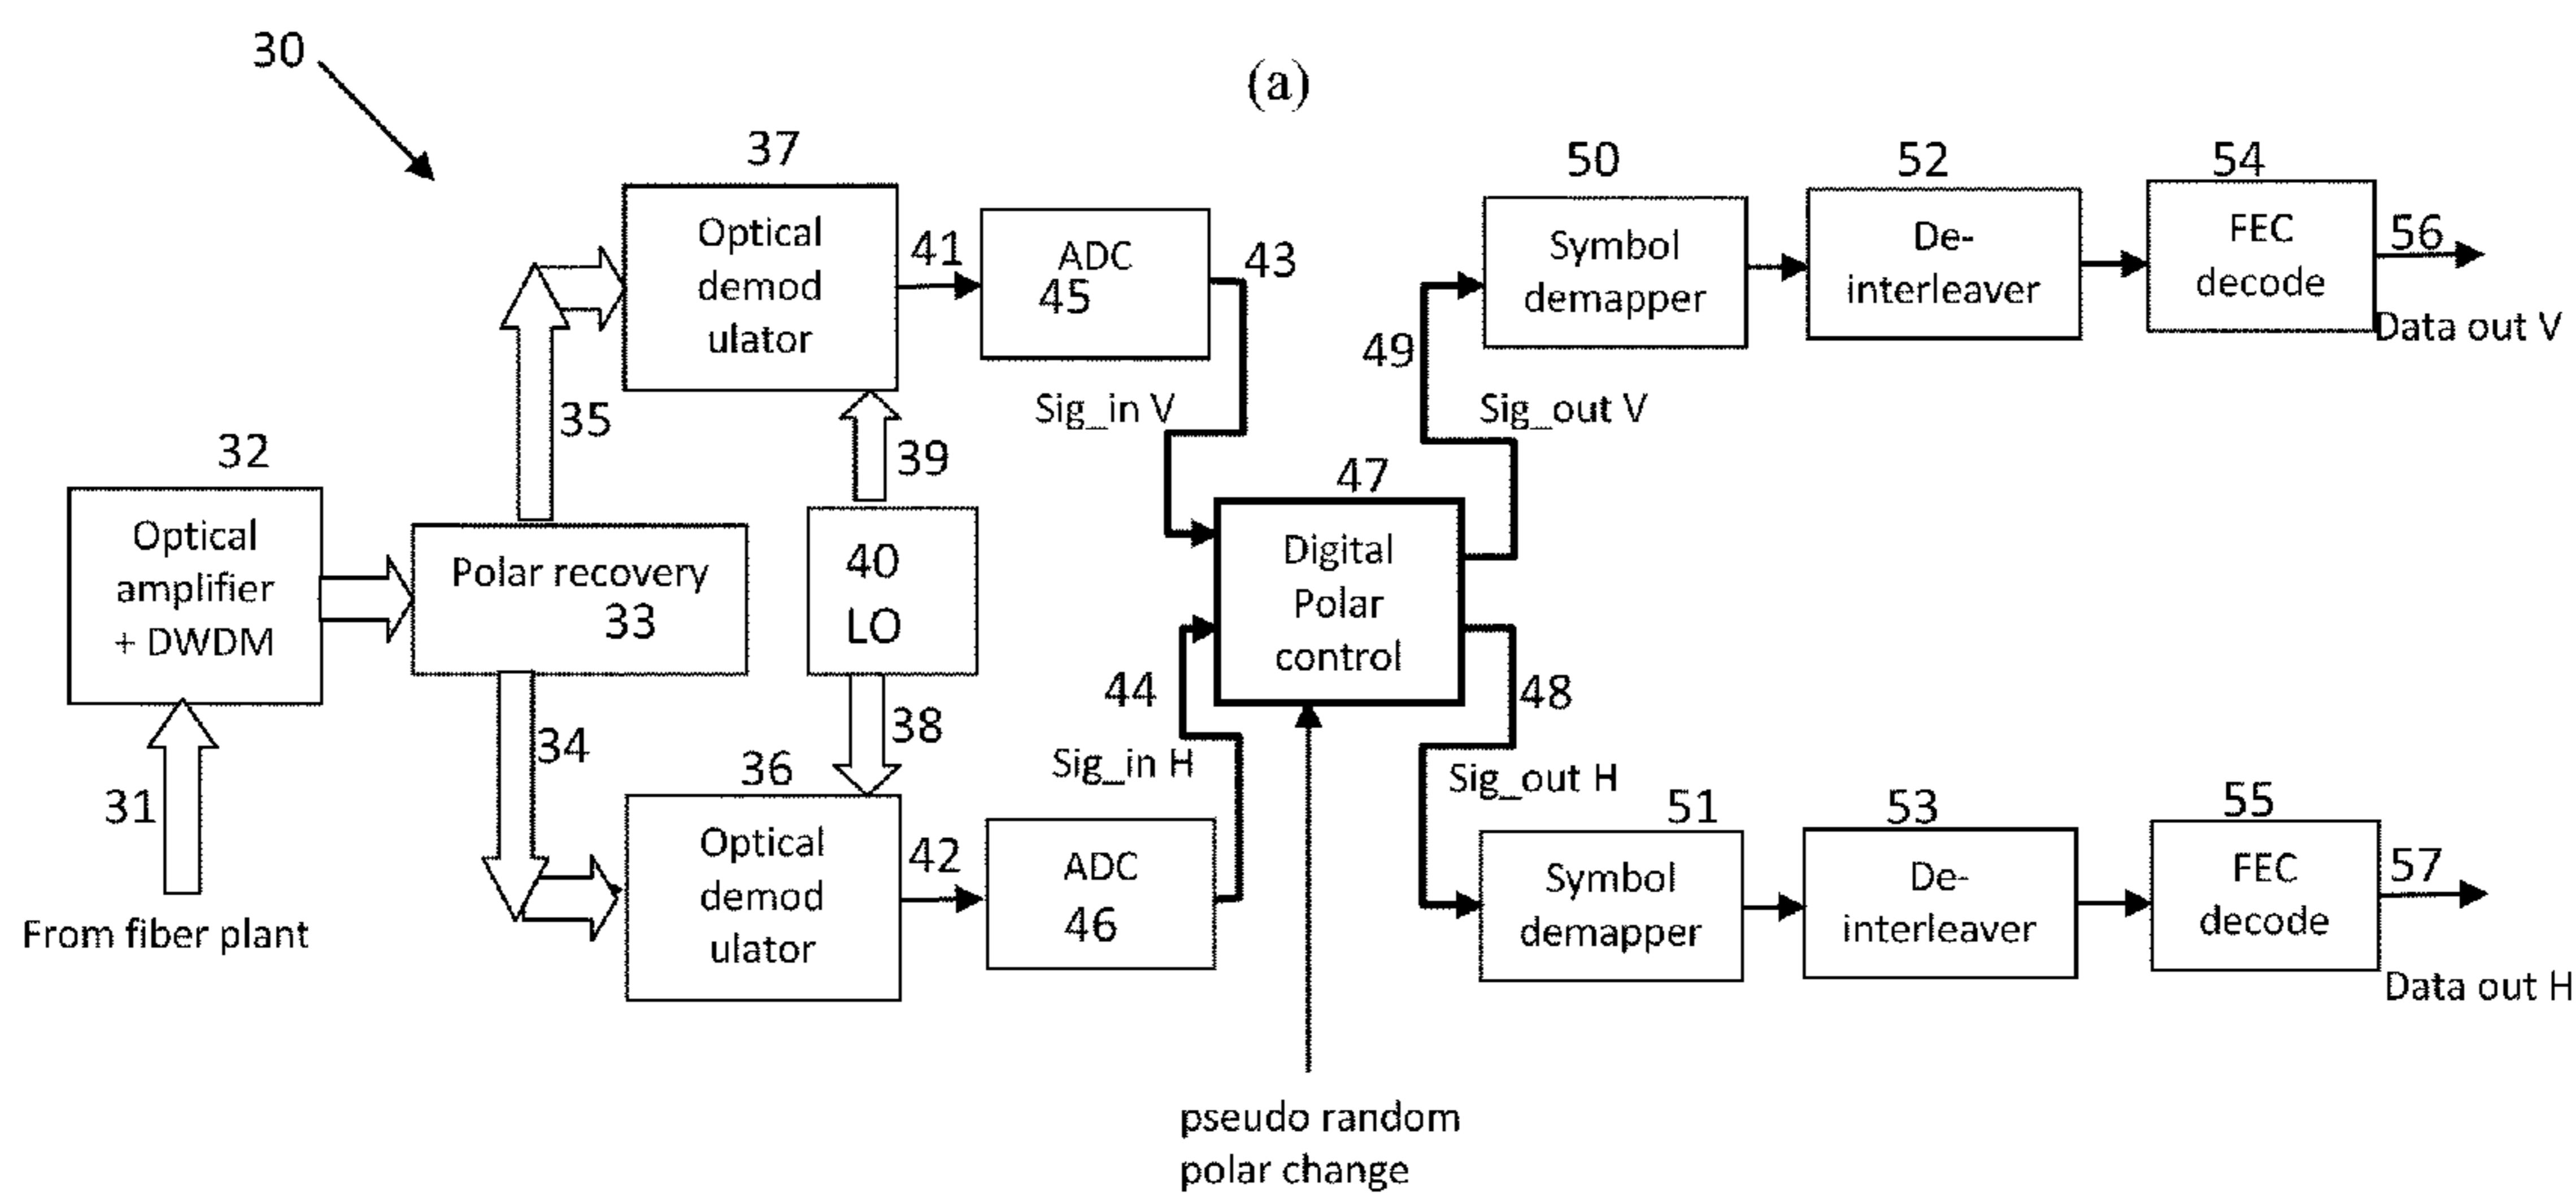 30
(a)
37
50
52
54
Optical
demod
ulator
41
ADC
45
43
Symbol
demapper
De-
interleaver
FEC
decode
56
Data out V
35
39
Sig_in V
49
Sig_out V
32
Optical
amplifier
+ DWDM
Polar recovery
33
40
LO
47
Digital
Polar
control
31
From fiber plant
34
38
44
Sig_in H
48
Sig_out H
36
Optical
demod
ulator
42
ADC
46
51
Symbol
demapper
53
De-
interleaver
55
FEC
decode
57
Data out H
pseudo random
polar change